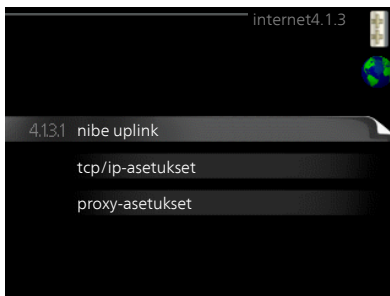 internet4.1.3
4.1.3.1 nibe uplink
tcp/ip-asetukset
proxy-asetukset